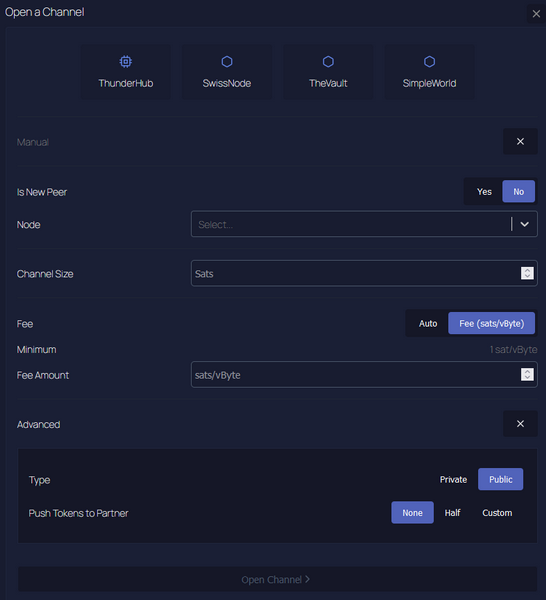 Open a Channel
ThunderHub SwissNode TheVault SimpleWorld
Manual
Is New Peer Yes No
Node Select...
Channel Size Sats
Fee Auto Fee (sats/vByte)
Minimum 1 sat/vByte
Fee Amount sats/vByte
Advanced
Type Private Public
Push Tokens to Partner None Half Custom
Open Channel